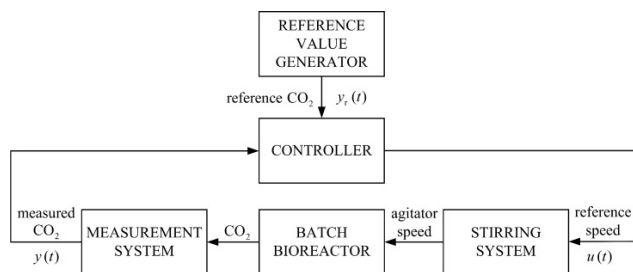 REFERENCE
VALUE
GENERATOR
reference CO₂ yᵣ(t)
CONTROLLER
measured
CO₂
y(t)
MEASUREMENT
SYSTEM
CO₂
BATCH
BIOREACTOR
agitator
speed
STIRRING
SYSTEM
reference
speed
u(t)